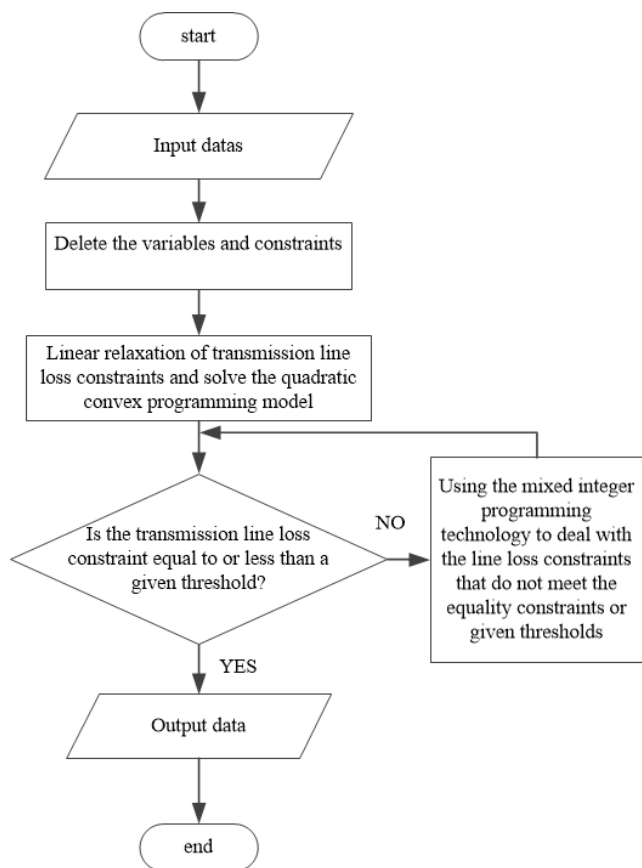 start
Input datas
Delete the variables and constraints
Linear relaxation of transmission line
loss constraints and solve the quadratic
convex programming model
Is the transmission line loss
constraint equal to or less than a
given threshold?
NO
Using the mixed integer
programming
technology to deal with
the line loss constraints
that do not meet the
equality constraints or
given thresholds
YES
Output data
end